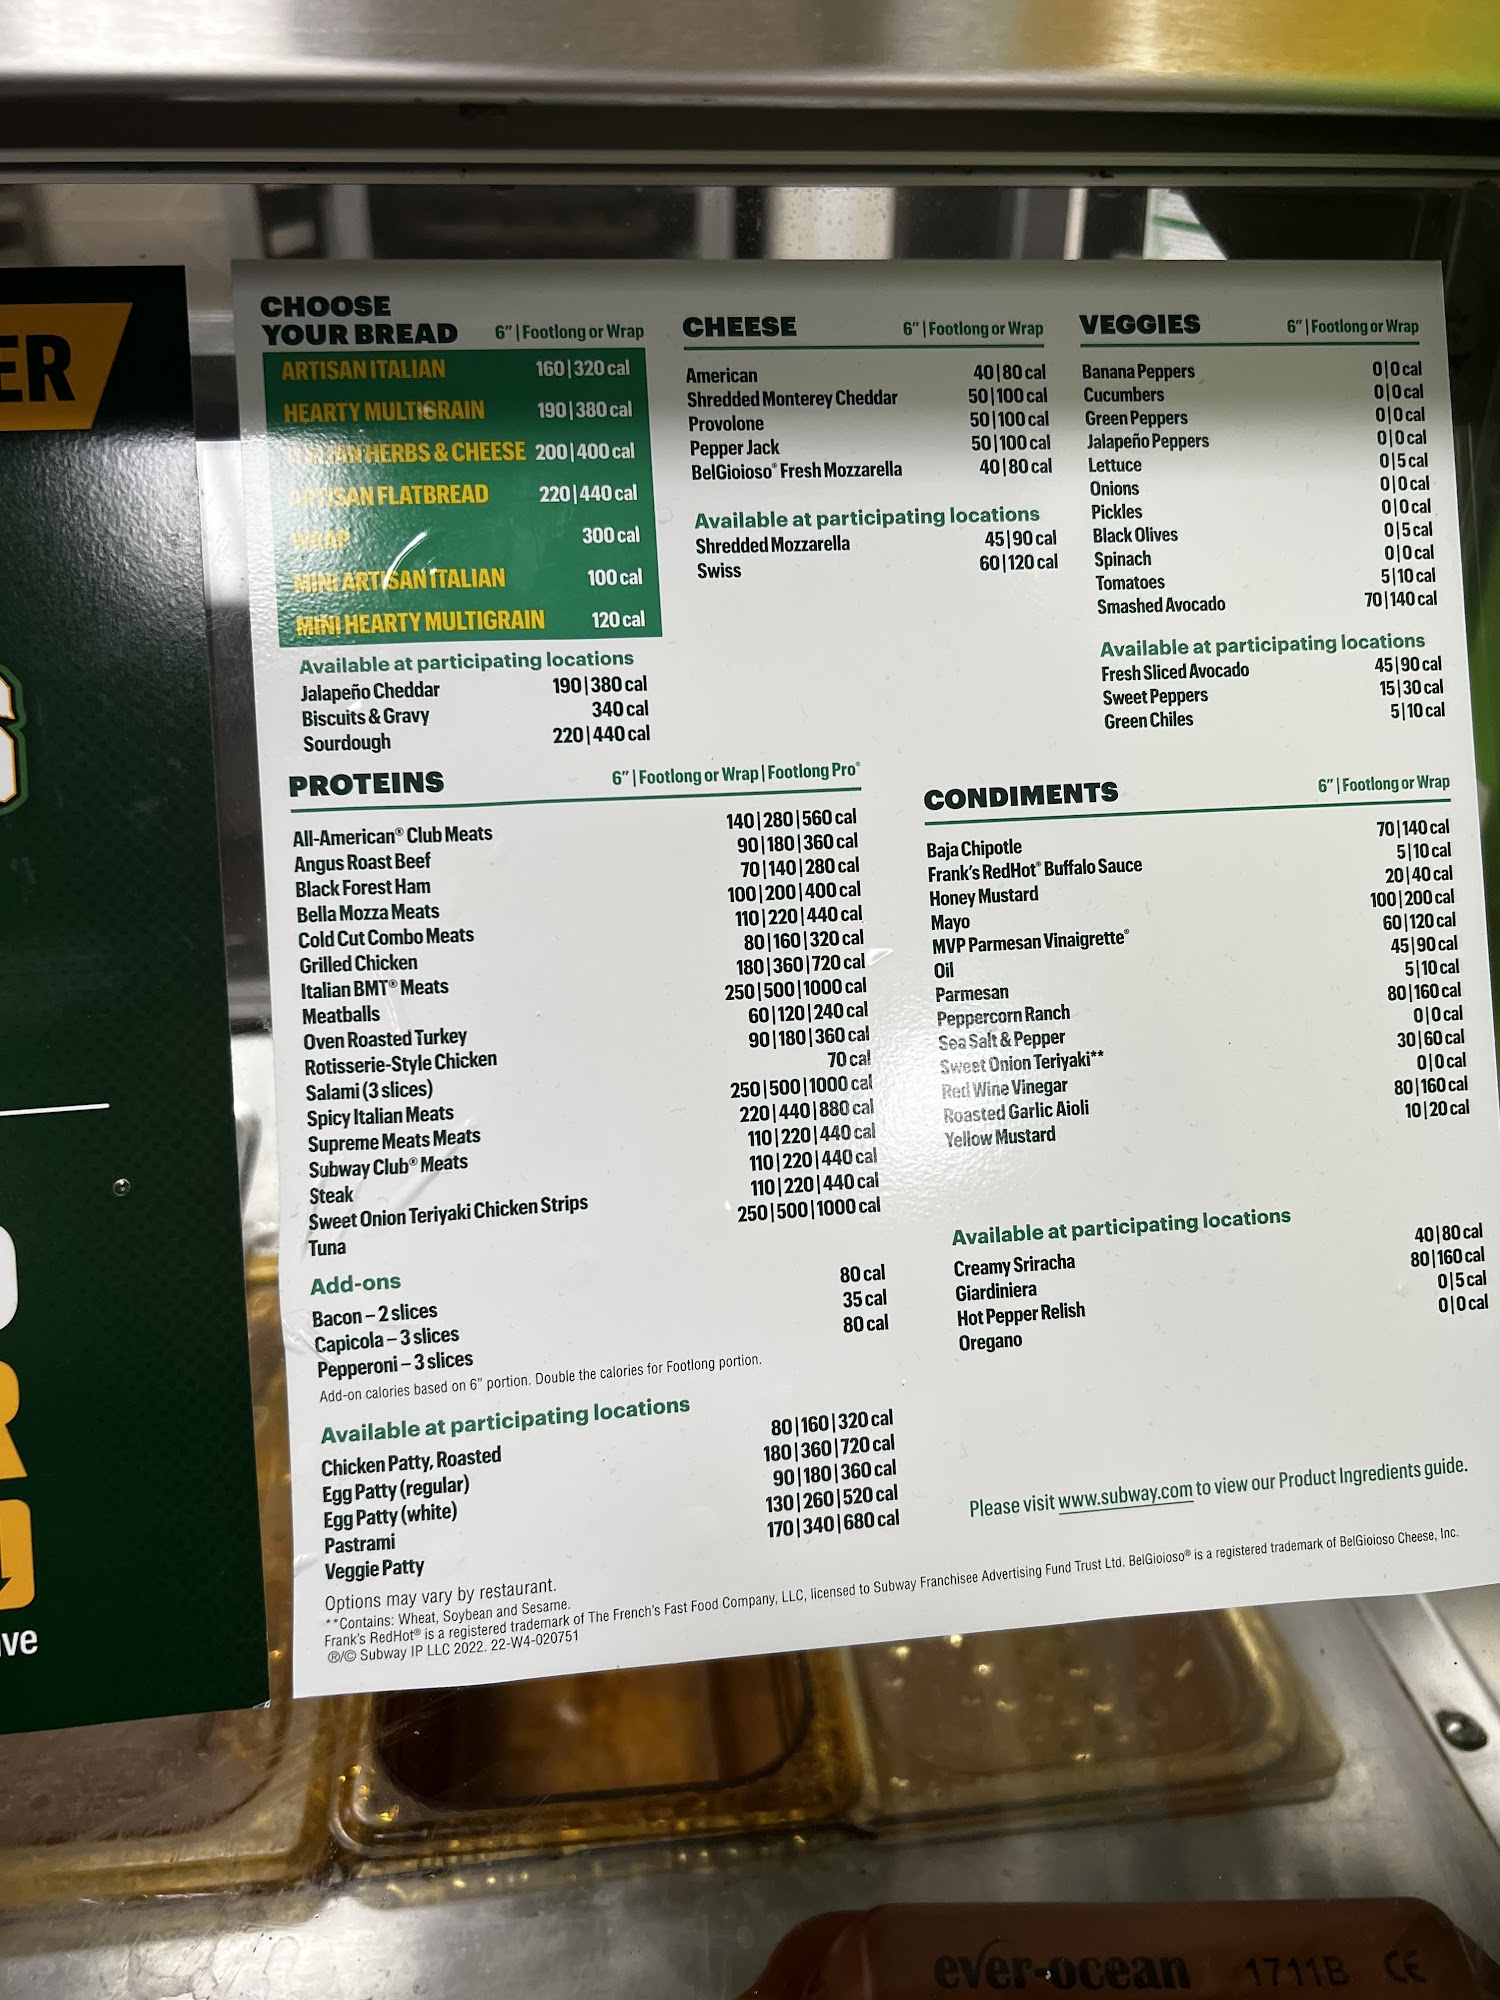 ER
CHOOSE
YOUR BREAD 6" | Footlong or Wrap
ARTISAN ITALIAN 160|320 cal
HEARTY MULTIGRAIN 190|380 cal
ITALIAN HERBS & CHEESE 200|400 cal
ARTISAN FLATBREAD 220|440 cal
WRAP 300 cal
MINI ARTISAN ITALIAN 100 cal
MINI HEARTY MULTIGRAIN 120 cal
Available at participating locations
Jalapeño Cheddar 190|380 cal
Biscuits & Gravy 340 cal
Sourdough 220|440 cal
CHEESE 6" | Footlong or Wrap
American 40|80 cal
Shredded Monterey Cheddar 50|100 cal
Provolone 50|100 cal
Pepper Jack 50|100 cal
BelGioioso® Fresh Mozzarella 40|80 cal
Available at participating locations
Shredded Mozzarella 45|90 cal
Swiss 60|120 cal
VEGGIES 6" | Footlong or Wrap
Banana Peppers 0|0 cal
Cucumbers 0|0 cal
Green Peppers 0|0 cal
Jalapeño Peppers 0|0 cal
Lettuce 0|5 cal
Onions 0|0 cal
Pickles 0|0 cal
Black Olives 0|5 cal
Spinach 0|0 cal
Tomatoes 5|10 cal
Smashed Avocado 70|140 cal
Available at participating locations
Fresh Sliced Avocado 45|90 cal
Sweet Peppers 15|30 cal
Green Chiles 5|10 cal
PROTEINS 6" | Footlong or Wrap | Footlong Pro®
All-American® Club Meats 140|280|560 cal
Angus Roast Beef 90|180|360 cal
Black Forest Ham 70|140|280 cal
Bella Mozza Meats 100|200|400 cal
Cold Cut Combo Meats 110|220|440 cal
Grilled Chicken 80|160|320 cal
Italian BMT® Meats 180|360|720 cal
Meatballs 250|500|1000 cal
Oven Roasted Turkey 60|120|240 cal
Rotisserie-Style Chicken 90|180|360 cal
Salami (3 slices) 70 cal
Spicy Italian Meats 250|500|1000 cal
Supreme Meats Meats 220|440|880 cal
Subway Club® Meats 110|220|440 cal
Steak 110|220|440 cal
Sweet Onion Teriyaki Chicken Strips 110|220|440 cal
Tuna 250|500|1000 cal
Add-ons
Bacon – 2 slices 80 cal
Capicola – 3 slices 35 cal
Pepperoni – 3 slices 80 cal
Add-on calories based on 6" portion. Double the calories for Footlong portion.
Available at participating locations
Chicken Patty, Roasted 80|160|320 cal
Egg Patty (regular) 180|360|720 cal
Egg Patty (white) 90|180|360 cal
Pastrami 130|260|520 cal
Veggie Patty 170|340|680 cal
CONDIMENTS 6" | Footlong or Wrap
Baja Chipotle 70|140 cal
Frank's RedHot® Buffalo Sauce 5|10 cal
Honey Mustard 20|40 cal
Mayo 100|200 cal
MVP Parmesan Vinaigrette® 60|120 cal
Oil 45|90 cal
Parmesan 5|10 cal
Peppercorn Ranch 80|160 cal
Sea Salt & Pepper 0|0 cal
Sweet Onion Teriyaki** 30|60 cal
Red Wine Vinegar 0|0 cal
Roasted Garlic Aioli 80|160 cal
Yellow Mustard 10|20 cal
Available at participating locations
Creamy Sriracha 40|80 cal
Giardiniera 80|160 cal
Hot Pepper Relish 0|5 cal
Oregano 0|0 cal
Please visit www.subway.com to view our Product Ingredients guide.
Options may vary by restaurant.
**Contains: Wheat, Soybean and Sesame.
Frank's RedHot® is a registered trademark of The French's Fast Food Company, LLC, licensed to Subway Franchisee Advertising Fund Trust Ltd. BelGioioso® is a registered trademark of BelGioioso Cheese, Inc.
®/© Subway IP LLC 2022. 22-W4-020751
ever-ocean 1711B CE